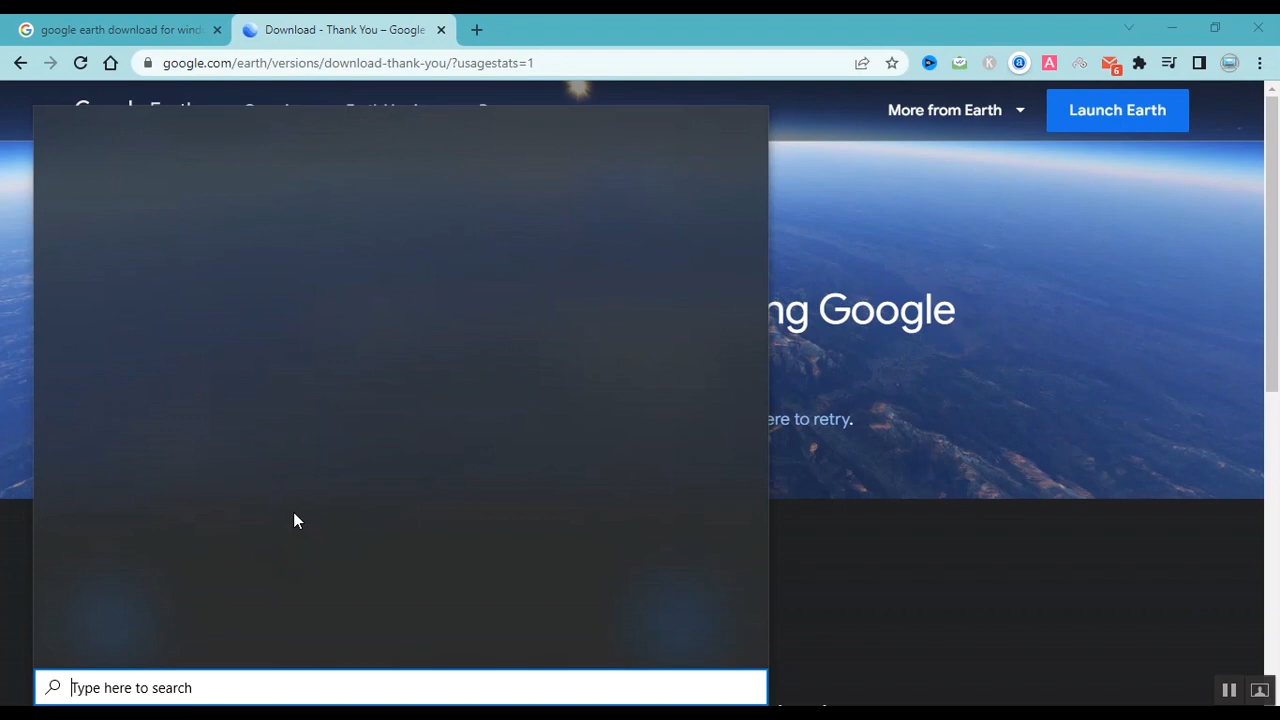 google earth download for wind
Download - Thank You – Google
google.com/earth/versions/download-thank-you/?usagestats=1
6
More from Earth
Launch Earth
ng Google
ere to retry.
Type here to search